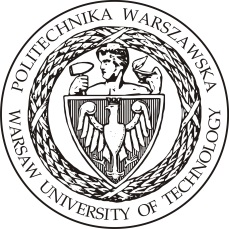 POLITECHNIKA WARSZAWSKA
WARSAW UNIVERSITY OF TECHNOLOGY